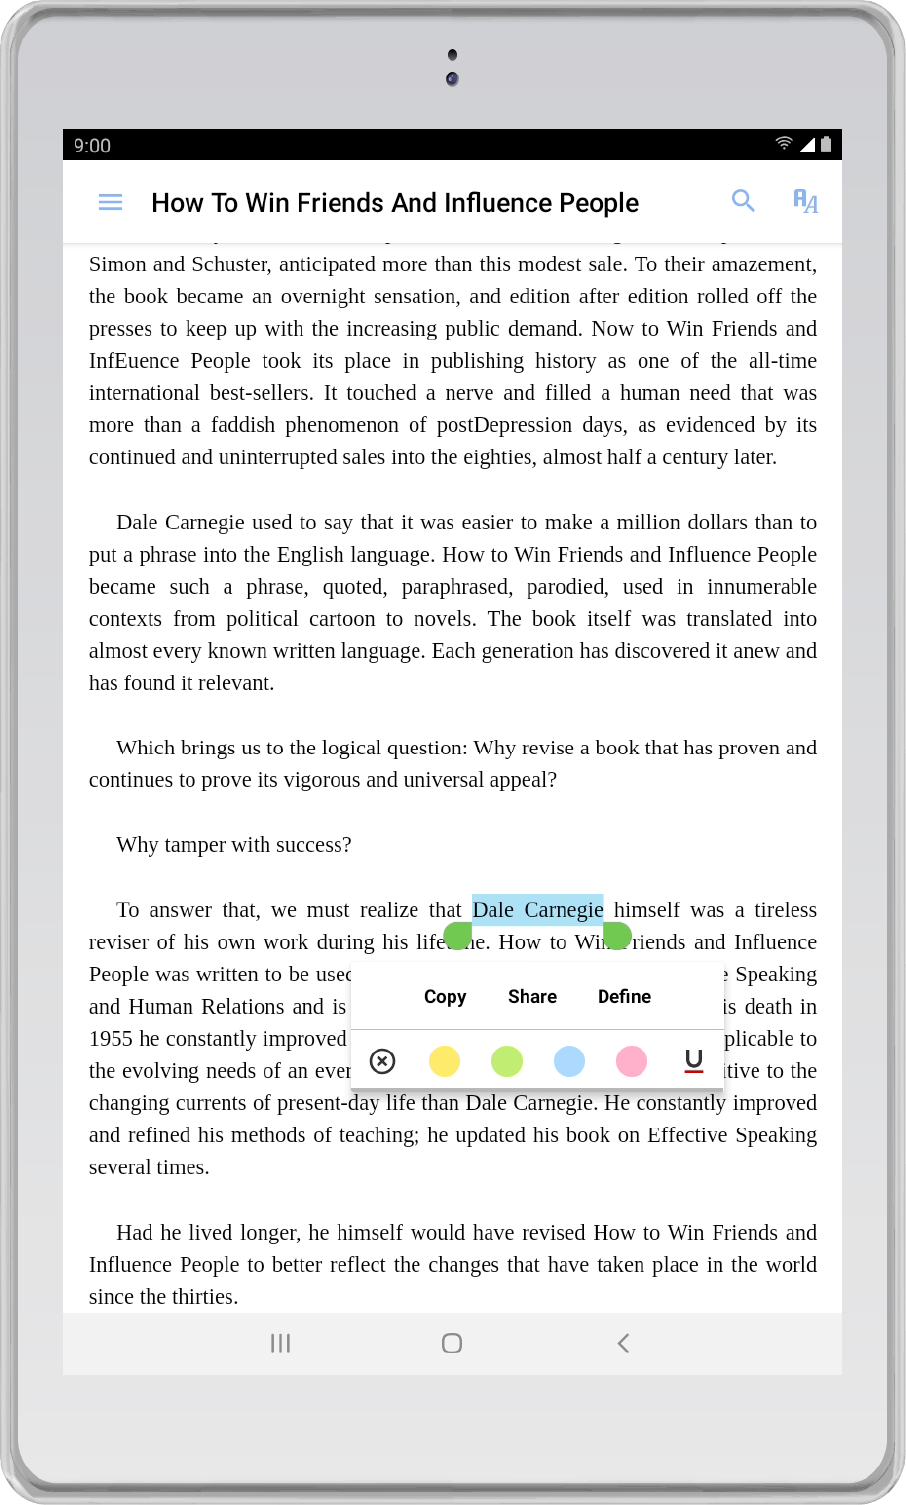 9:00
How To Win Friends And Influence People
Simon and Schuster, anticipated more than this modest sale. To their amazement,
the book became an overnight sensation, and edition after edition rolled off the
presses to keep up with the increasing public demand. Now to Win Friends and
InfEuence People took its place in publishing history as one of the all-time
international best-sellers. It touched a nerve and filled a human need that was
more than a faddish phenomenon of postDepression days, as evidenced by its
continued and uninterrupted sales into the eighties, almost half a century later.
Dale Carnegie used to say that it was easier to make a million dollars than to
put a phrase into the English language. How to Win Friends and Influence People
became such a phrase, quoted, paraphrased, parodied, used in innumerable
contexts from political cartoon to novels. The book itself was translated into
almost every known written language. Each generation has discovered it anew and
has found it relevant.
Which brings us to the logical question: Why revise a book that has proven and
continues to prove its vigorous and universal appeal?
Why tamper with success?
To answer that, we must realize that Dale Carnegie himself was a tireless
reviser of his own work during his life e. How to Win riends and Influence
People was written to be used e Speaking
and Human Relations and is is death in
1955 he constantly improved plicable to
the evolving needs of an ever itive to the
Copy Share Define
U
changing currents of present-day life than Dale Carnegie. He constantly improved
and refined his methods of teaching; he updated his book on Effective Speaking
several times.
Had he lived longer, he himself would have revised How to Win Friends and
Influence People to better reflect the changes that have taken place in the world
since the thirties.